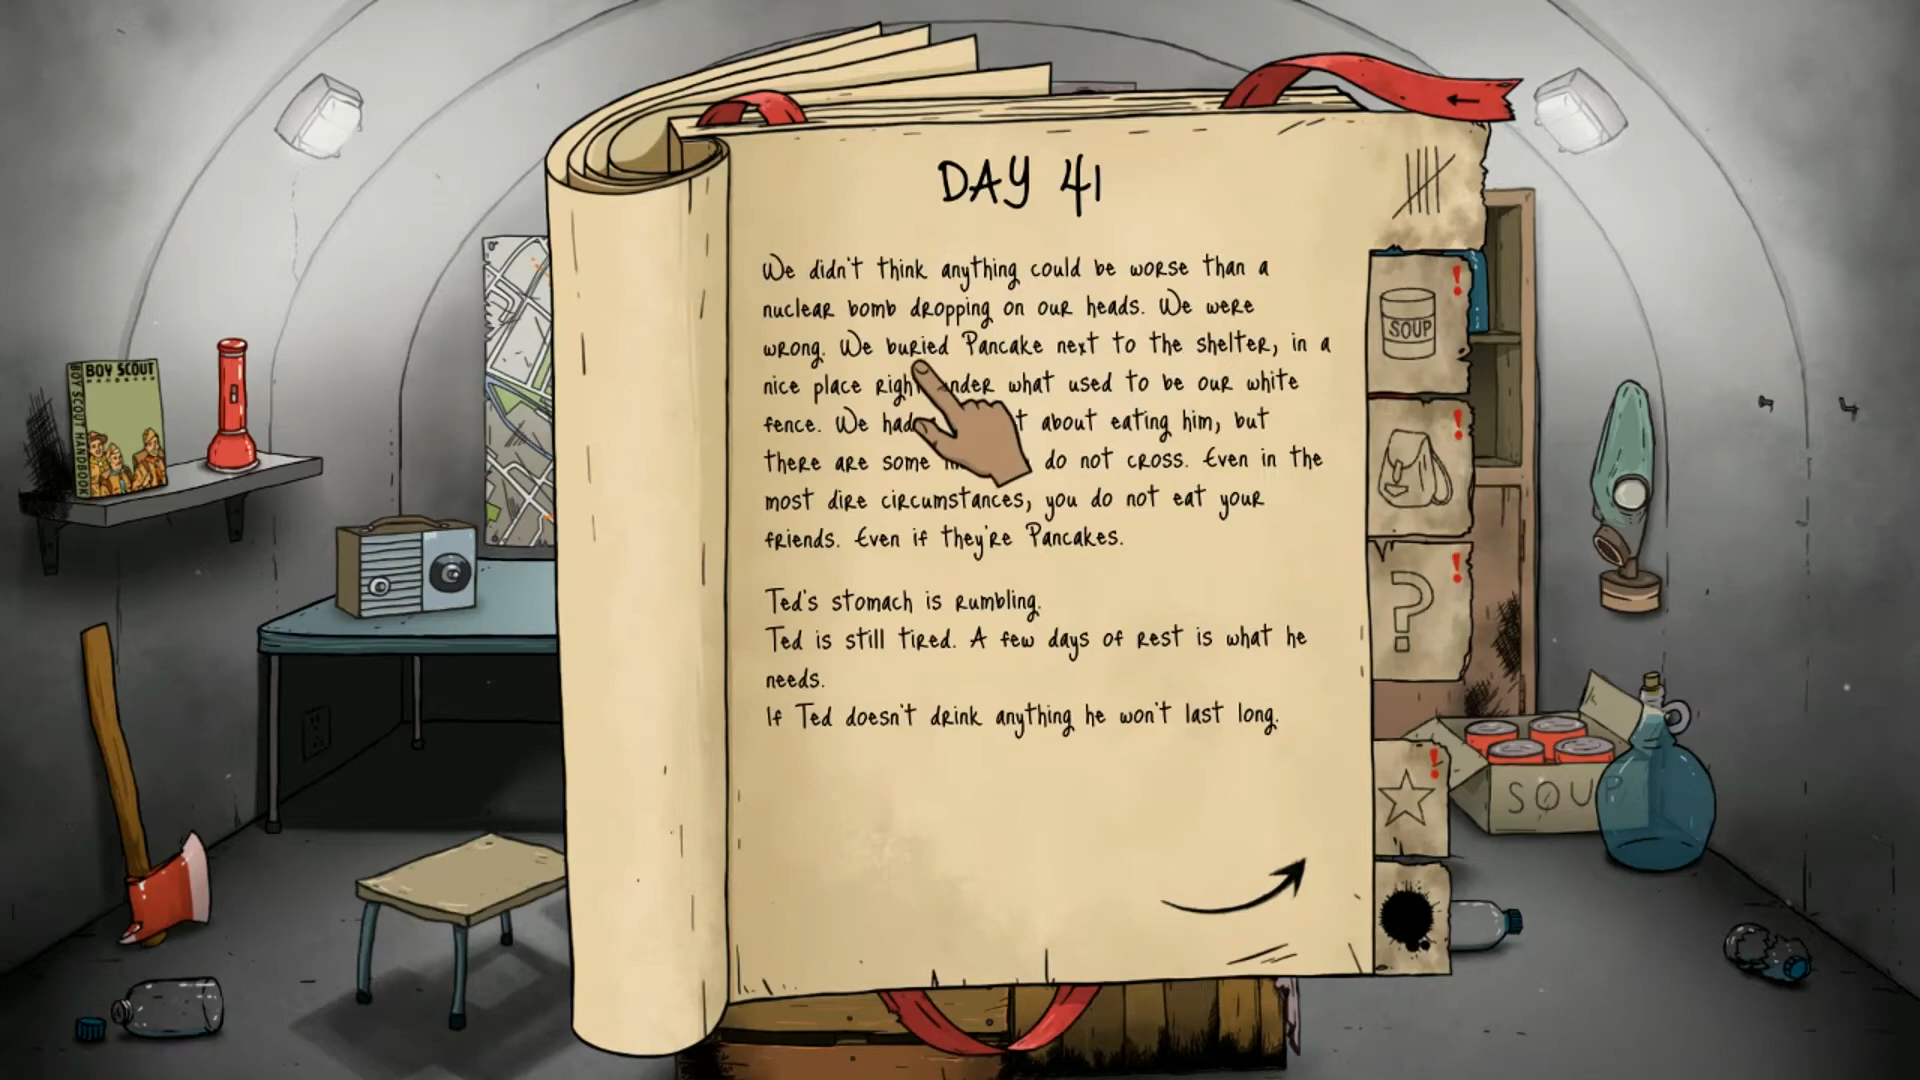 DAY 41
We didn't think anything could be worse than a
nuclear bomb dropping on our heads. We were
wrong. We buried Pancake next to the shelter, in a
nice place what used to be our white
fence. We about eating him, but
there are some do not cross. Even in the
most dire circumstances, you do not eat your
friends. Even if they're Pancakes.
Ted's stomach is rumbling.
Ted is still tired. A few days of rest is what he
needs.
If Ted doesn't drink anything he won't last long.
SOUP
!
!
?
!
!
BOY SCOUT
HANDBOOK
BOY SCOUT HANDBOOK
SOUP